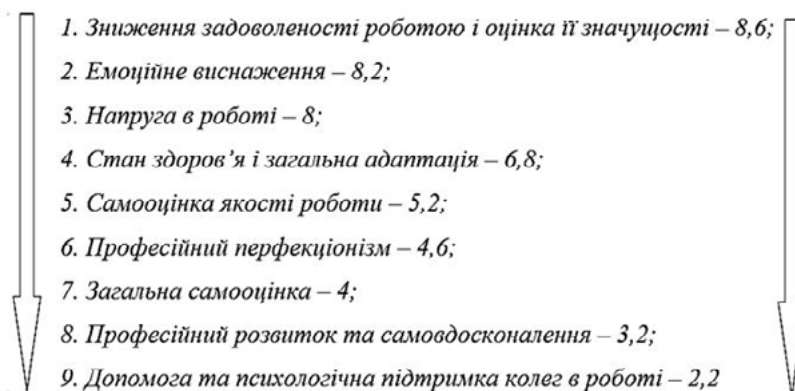 1. Зниження задоволеності роботою і оцінка її значущості – 8,6;
2. Емоційне виснаження – 8,2;
3. Напруга в роботі – 8;
4. Стан здоров’я і загальна адаптація – 6,8;
5. Самооцінка якості роботи – 5,2;
6. Професійний перфекціонізм – 4,6;
7. Загальна самооцінка – 4;
8. Професійний розвиток та самовдосконалення – 3,2;
9. Допомога та психологічна підтримка колег в роботі – 2,2